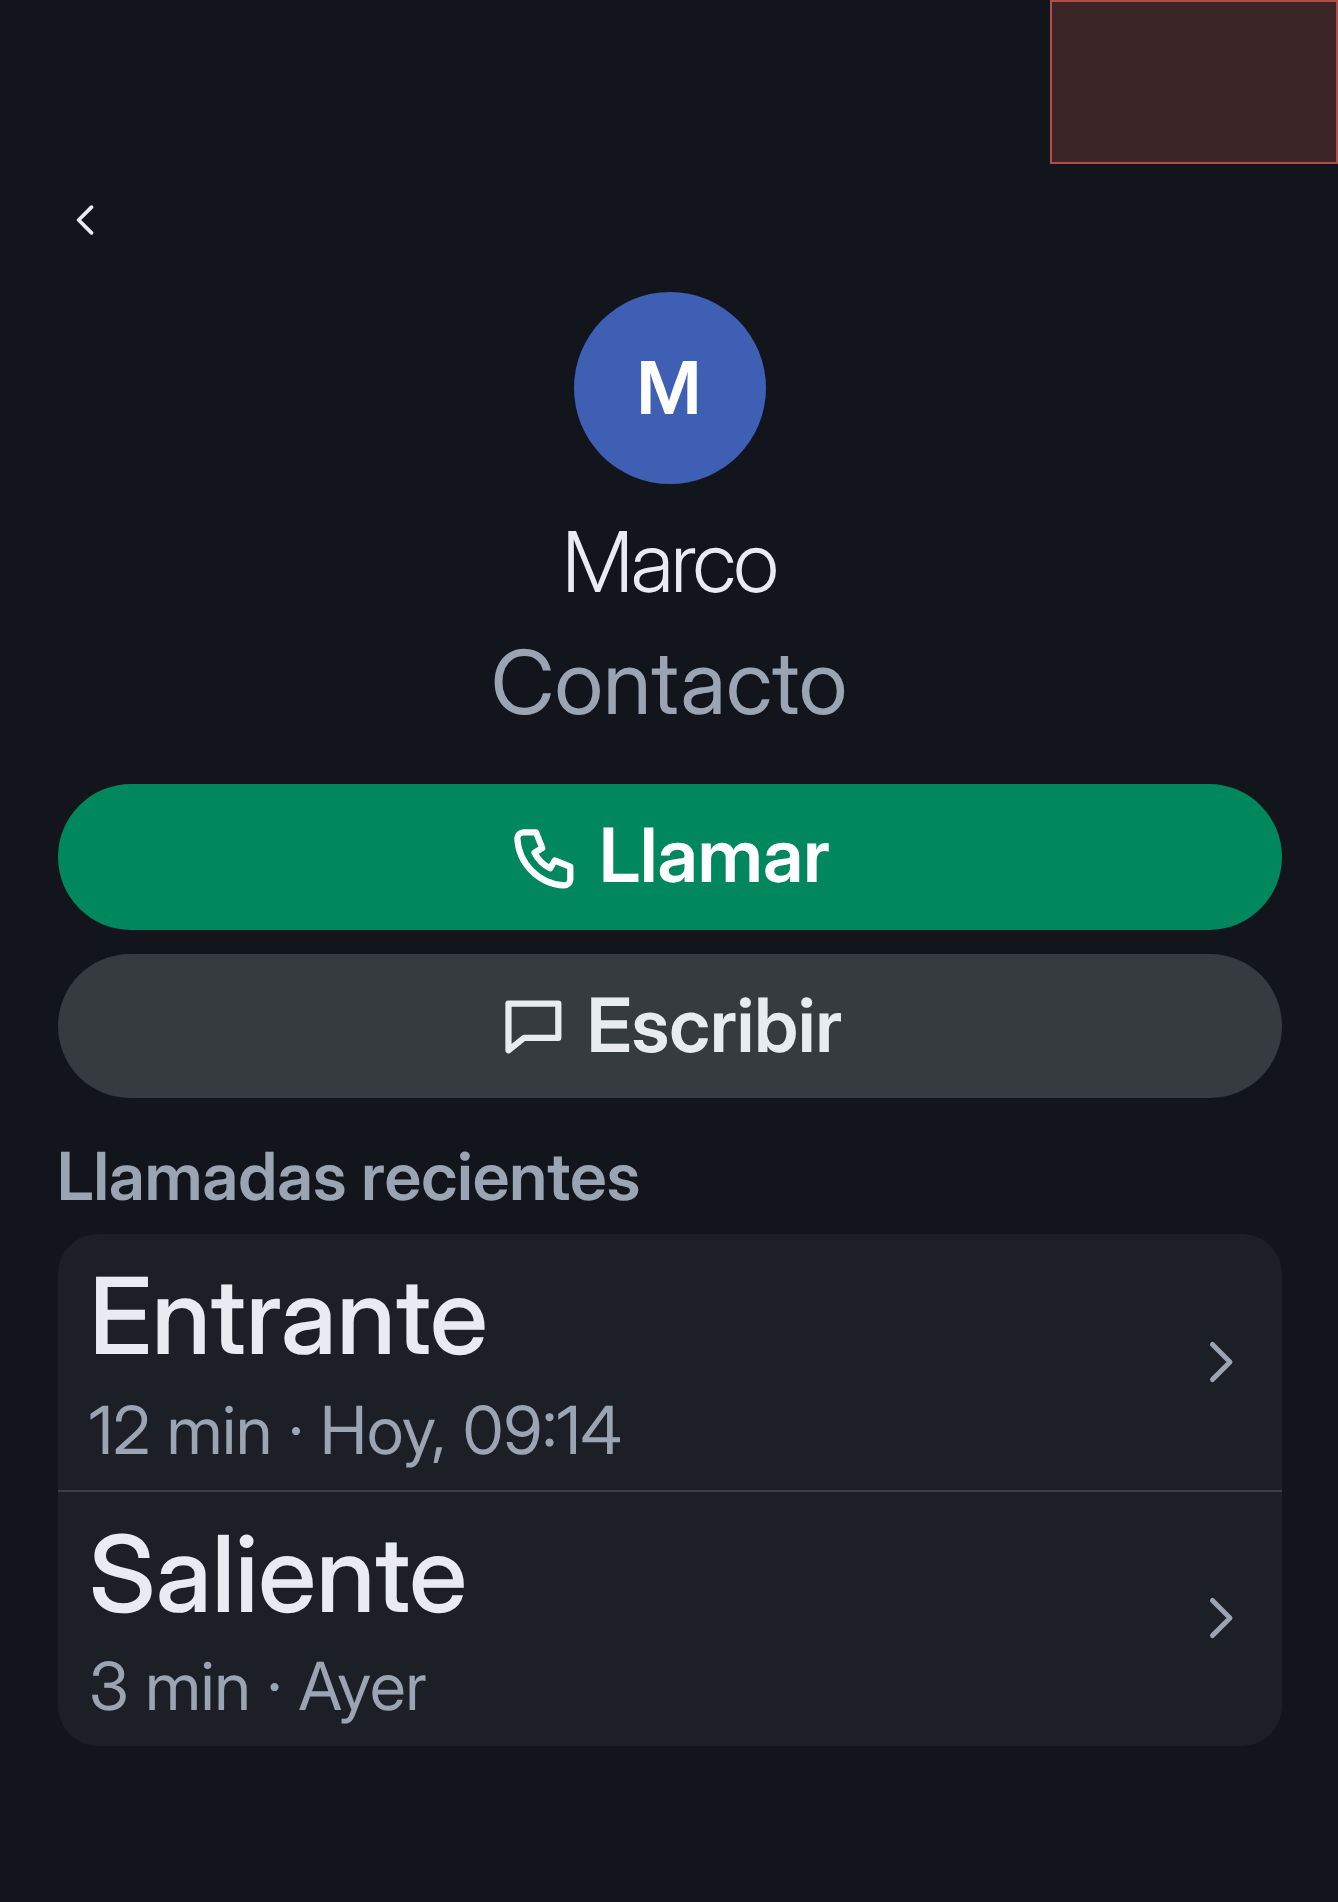 M
Marco
Contacto
Llamar
Escribir
Llamadas recientes
Entrante
12 min · Hoy, 09:14
Saliente
3 min · Ayer